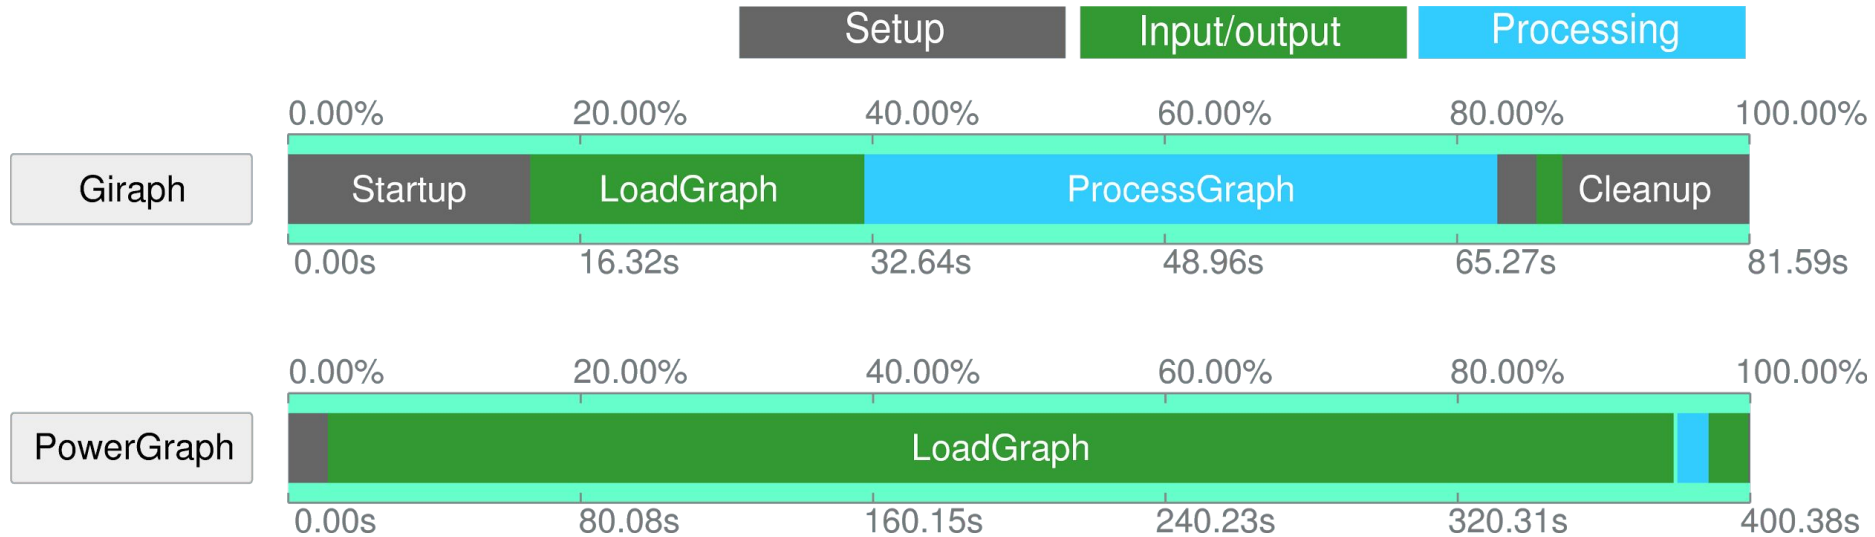 Setup Input/output Processing
0.00% 20.00% 40.00% 60.00% 80.00% 100.00%
Giraph Startup LoadGraph ProcessGraph Cleanup
0.00s 16.32s 32.64s 48.96s 65.27s 81.59s
0.00% 20.00% 40.00% 60.00% 80.00% 100.00%
PowerGraph LoadGraph
0.00s 80.08s 160.15s 240.23s 320.31s 400.38s